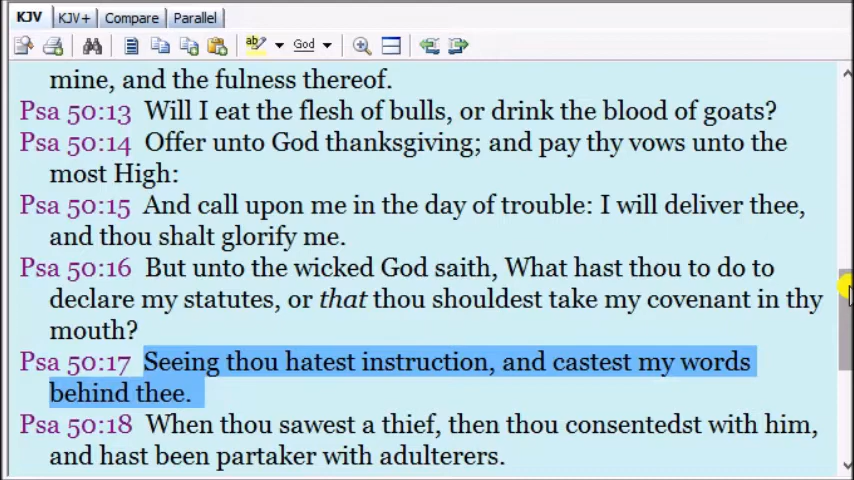 KJV KJV+ Compare Parallel
ab God
mine, and the fulness thereof.
Psa 50:13 Will I eat the flesh of bulls, or drink the blood of goats?
Psa 50:14 Offer unto God thanksgiving; and pay thy vows unto the
most High:
Psa 50:15 And call upon me in the day of trouble: I will deliver thee,
and thou shalt glorify me.
Psa 50:16 But unto the wicked God saith, What hast thou to do to
declare my statutes, or that thou shouldest take my covenant in thy
mouth?
Psa 50:17 Seeing thou hatest instruction, and castest my words
behind thee.
Psa 50:18 When thou sawest a thief, then thou consentedst with him,
and hast been partaker with adulterers.